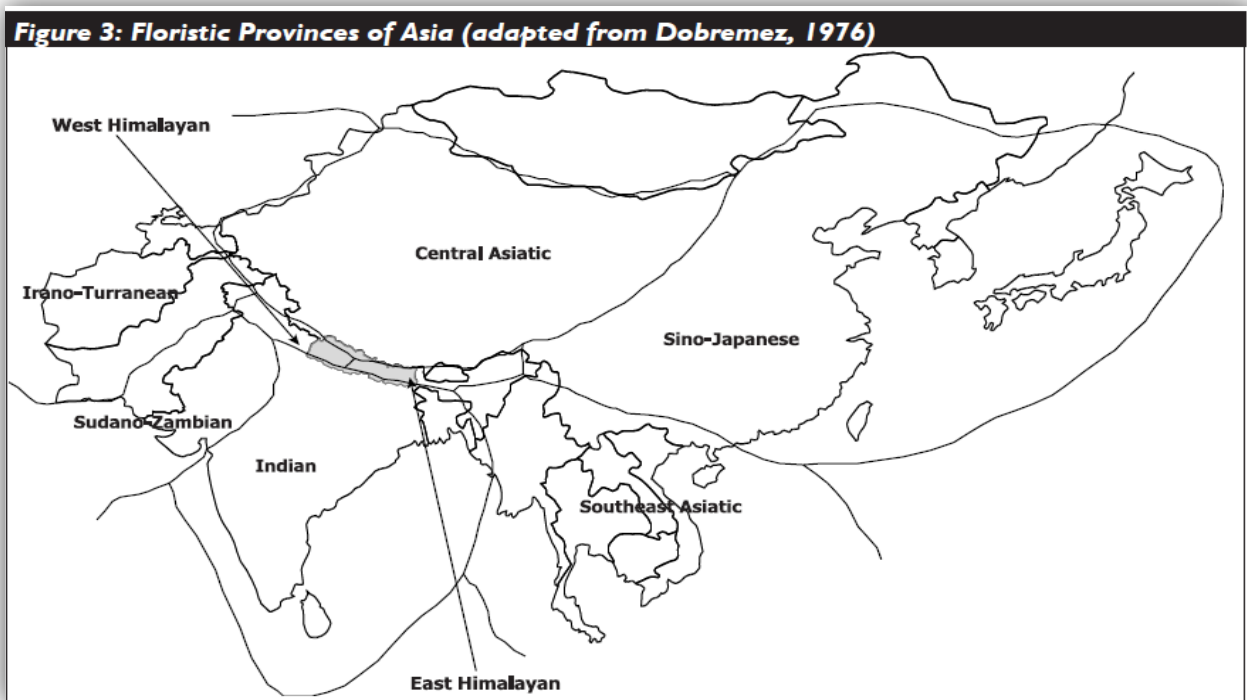 Figure 3: Floristic Provinces of Asia (adapted from Dobremez, 1976)
West Himalayan
Central Asiatic
Irano-Turranean
Sino-Japanese
Sudano-Zambian
Indian
Southeast Asiatic
East Himalayan